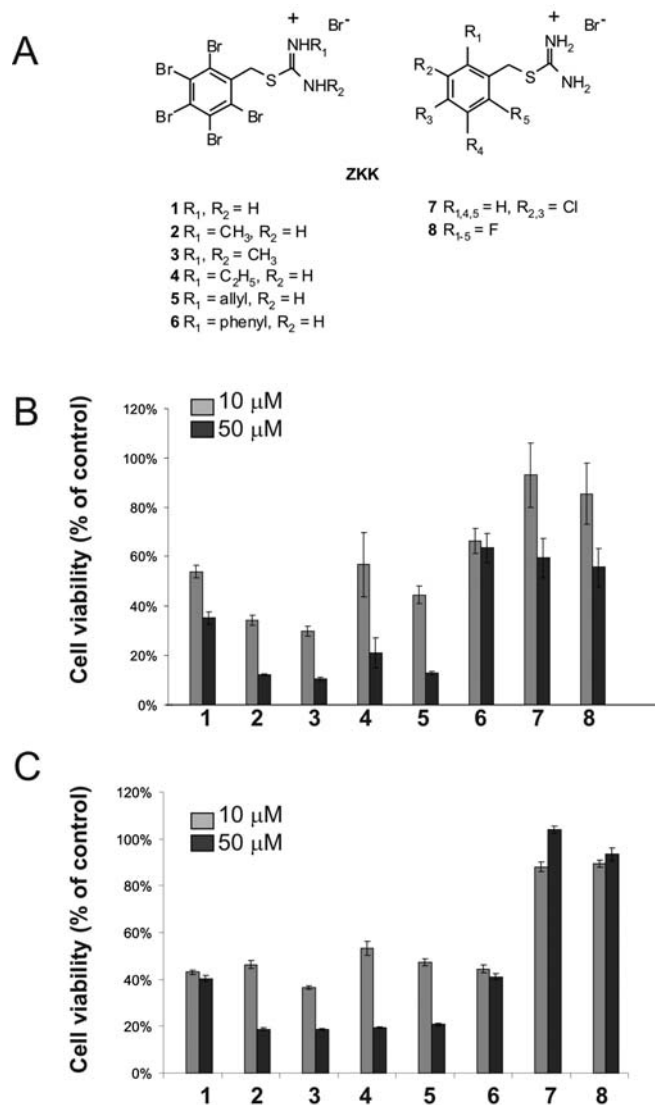 A
Br
Br
Br
Br
Br
S
+
NHR1
NHR2
Br-
R1
R2
R3
R4
R5
S
+
NH2
NH2
Br-
ZKK
1 R1, R2 = H
2 R1 = CH3, R2 = H
3 R1, R2 = CH3
4 R1 = C2H5, R2 = H
5 R1 = allyl, R2 = H
6 R1 = phenyl, R2 = H
7 R1,4,5 = H, R2,3 = Cl
8 R1-5 = F
B
Cell viability (% of control)
120%
100%
80%
60%
40%
20%
0%
10 μM
50 μM
1 2 3 4 5 6 7 8
C
Cell viability (% of control)
120%
100%
80%
60%
40%
20%
0%
10 μM
50 μM
1 2 3 4 5 6 7 8